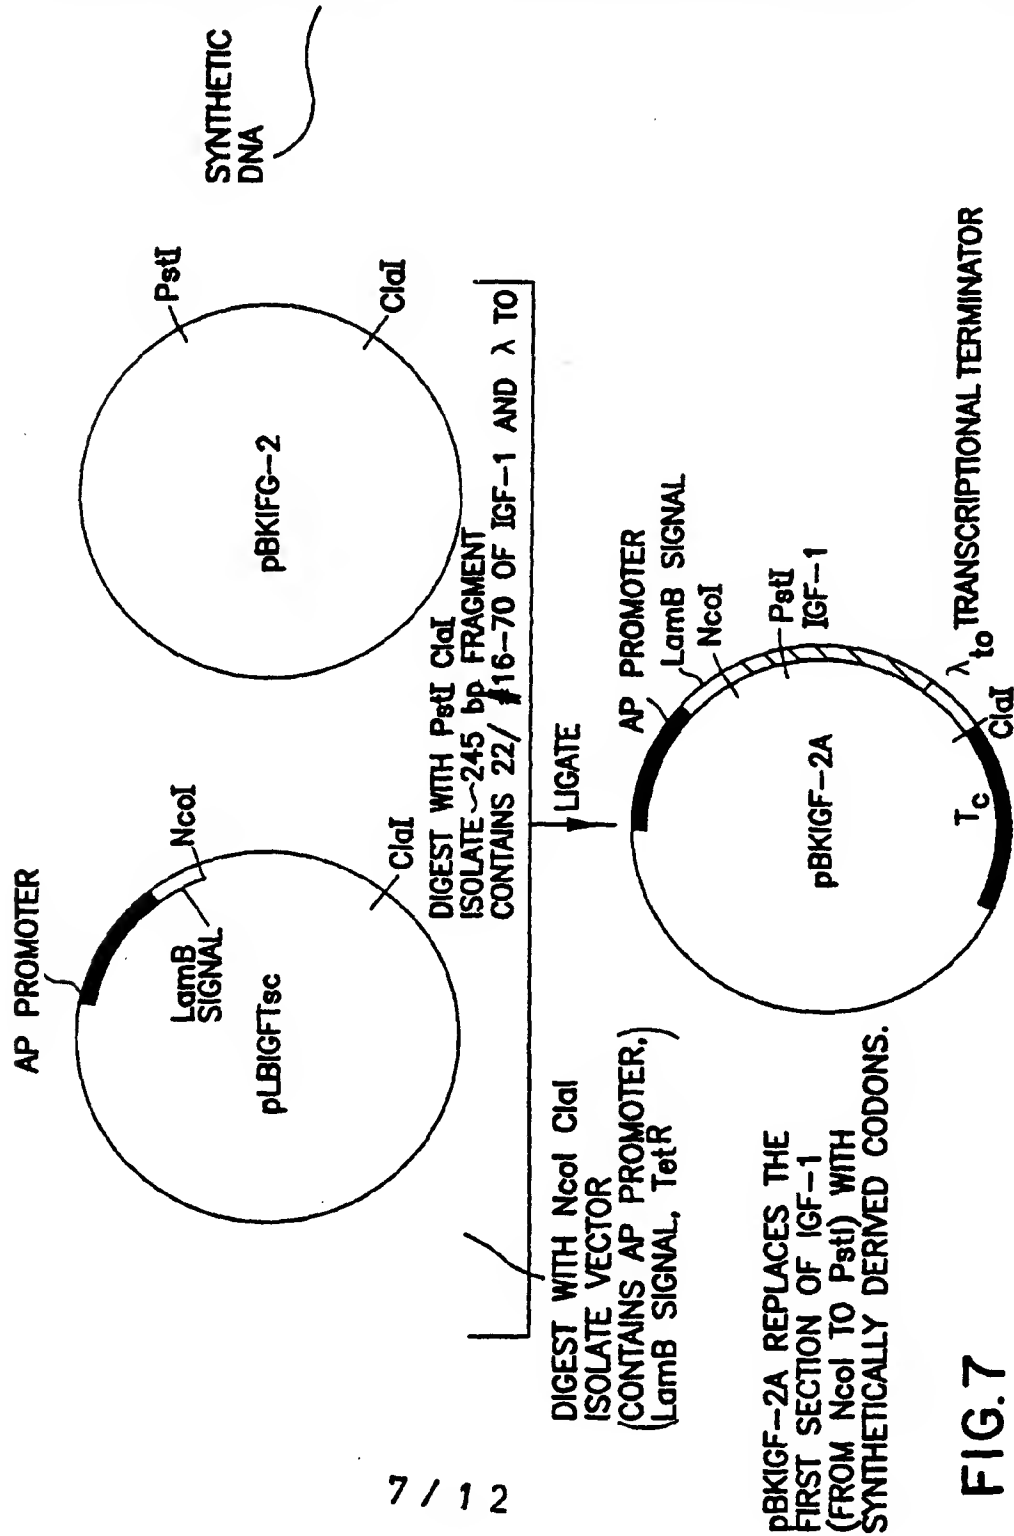 AP PROMOTER
LamB
SIGNAL
NcoI
ClaI
pLBIGFTsc
PstI
ClaI
pBKIFG-2
SYNTHETIC
DNA
DIGEST WITH NcoI ClaI
ISOLATE VECTOR
(CONTAINS AP PROMOTER,)
(LamB SIGNAL, TetR
DIGEST WITH PstI ClaI
ISOLATE ~245 bp FRAGMENT
CONTAINS 22/ #16-70 OF IGF-1 AND λ TO
LIGATE
AP PROMOTER
LamB SIGNAL
NcoI
PstI
IGF-1
λto TRANSCRIPTIONAL TERMINATOR
ClaI
Tc
pBKIGF-2A
pBKIGF-2A REPLACES THE
FIRST SECTION OF IGF-1
(FROM NcoI TO PstI) WITH
SYNTHETICALLY DERIVED CODONS.
FIG.7
7/12